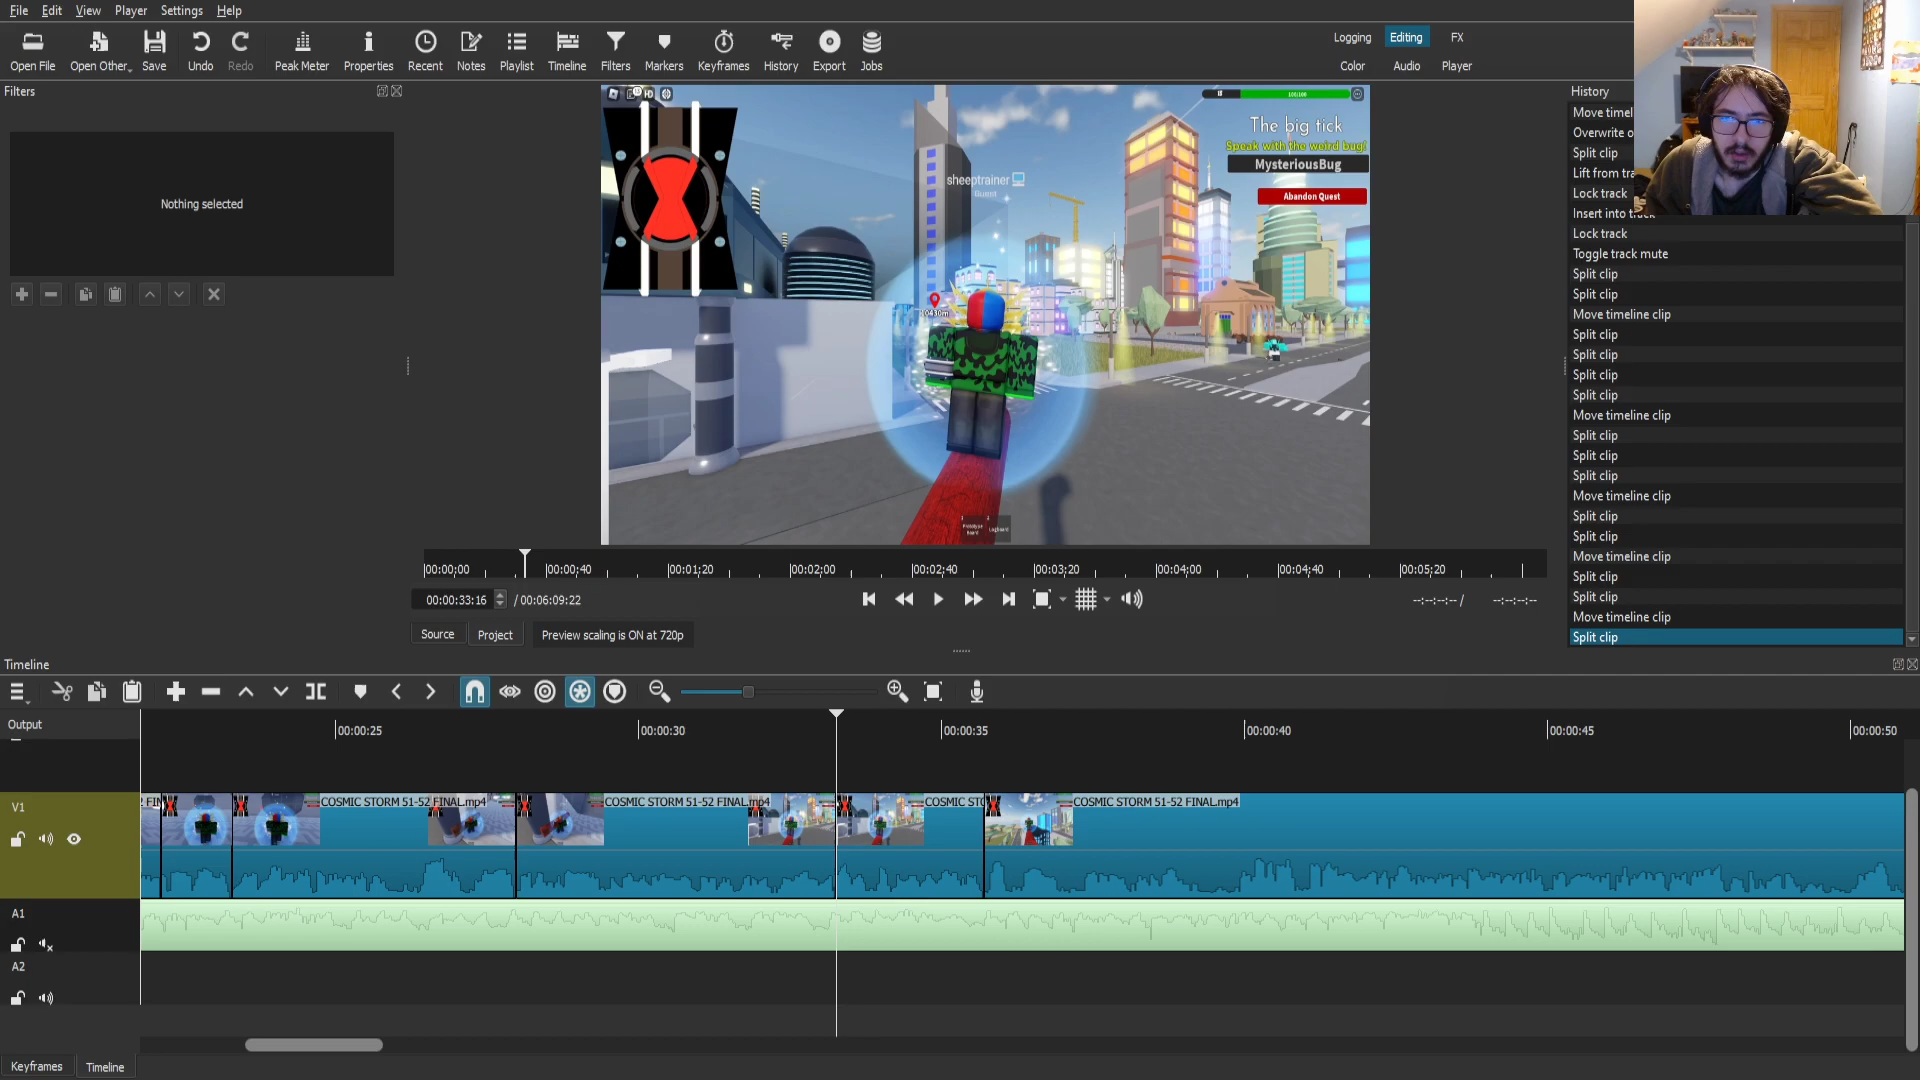 File Edit View Player Settings Help
Open File Open Other Save Undo Redo Peak Meter Properties Recent Notes Playlist Timeline Filters Markers Keyframes History Export Jobs
Logging Editing FX
Color Audio Player
Filters
Nothing selected
The big tick
Speak with the weird bug!
MysteriousBug
Abandon Quest
sheeptrainer
Guest
History
Move timel
Overwrite o
Split clip
Lift from tra
Lock track
Insert into track
Lock track
Toggle track mute
Split clip
Split clip
Move timeline clip
Split clip
Split clip
Split clip
Split clip
Move timeline clip
Split clip
Split clip
Split clip
Move timeline clip
Split clip
Split clip
Move timeline clip
Split clip
Split clip
Move timeline clip
Split clip
00:00:00 00:00:40 00:01:20 00:02:00 00:02:40 00:03:20 00:04:00 00:04:40 00:05:20
00:00:33:16 / 00:06:09:22
--:--:--:-- / --:--:--:--
Source Project Preview scaling is ON at 720p
Timeline
Output
00:00:25 00:00:30 00:00:35 00:00:40 00:00:45 00:00:50
V1
COSMIC STORM 51-52 FINAL.mp4 COSMIC STORM 51-52 FINAL.mp4 COSMIC STO COSMIC STORM 51-52 FINAL.mp4
A1
A2
Keyframes Timeline